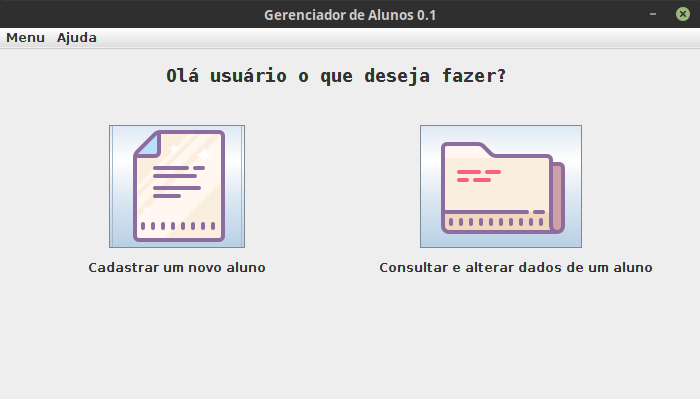 Gerenciador de Alunos 0.1
Menu Ajuda
Olá usuário o que deseja fazer?
Cadastrar um novo aluno
Consultar e alterar dados de um aluno